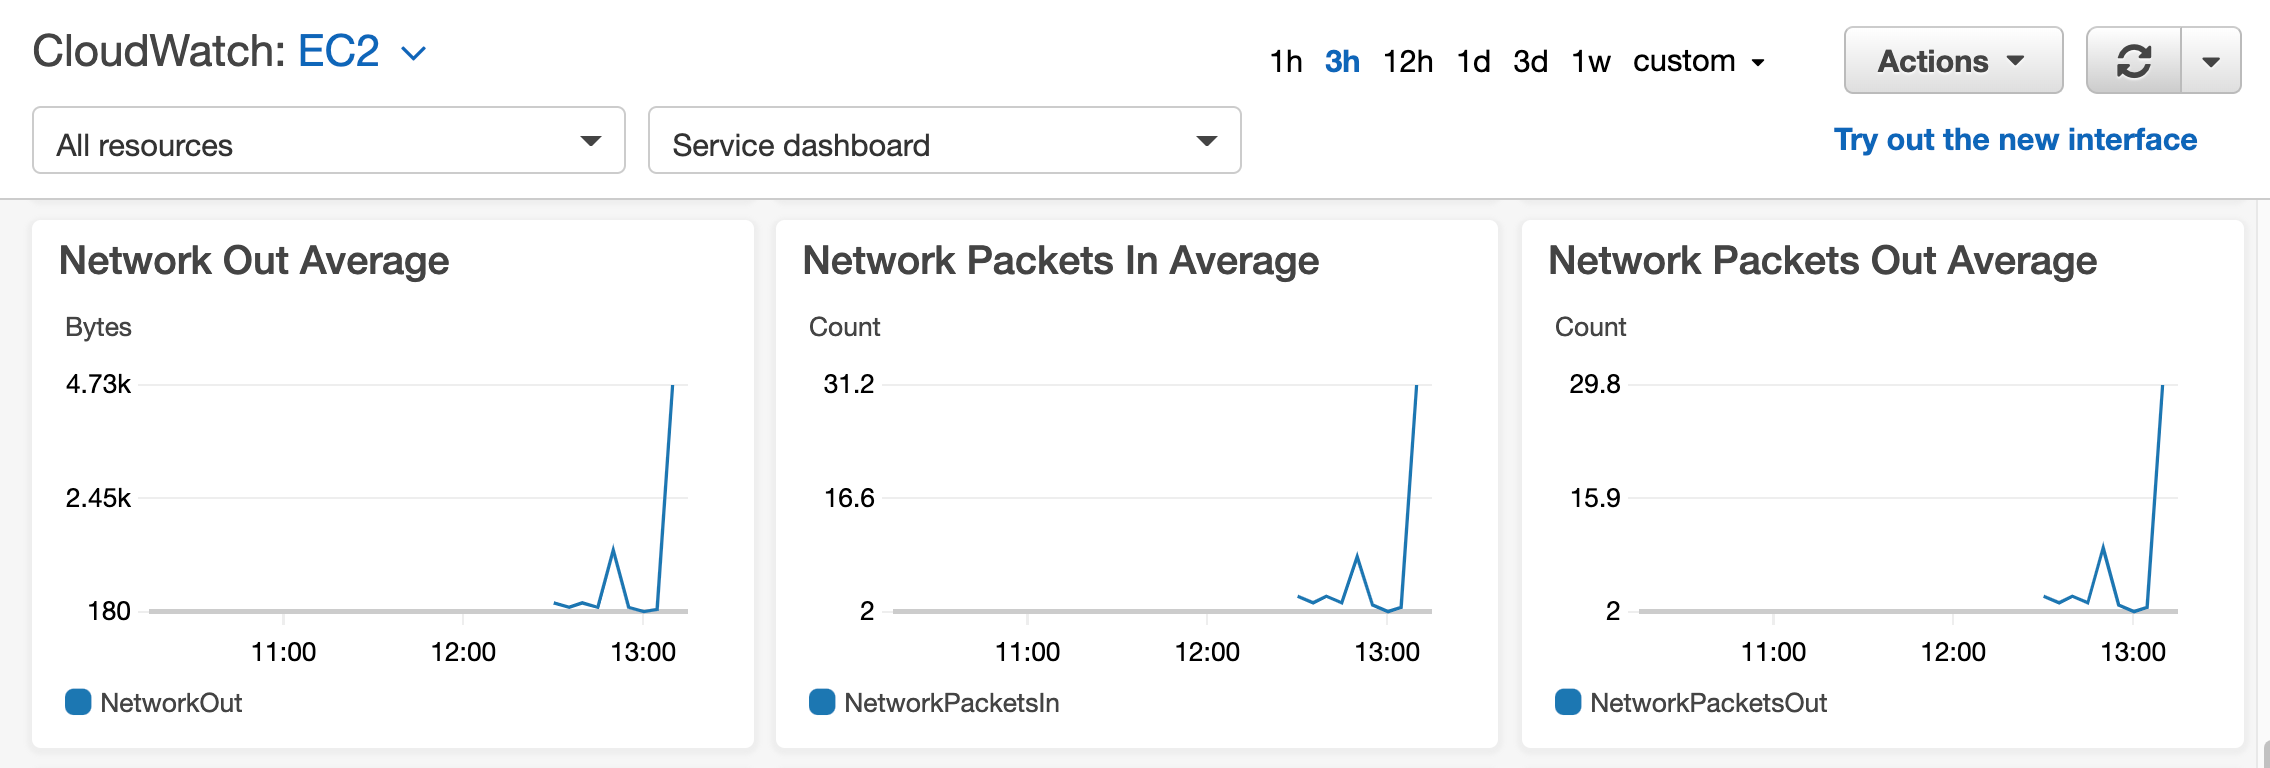 CloudWatch: EC2
1h 3h 12h 1d 3d 1w custom
Actions
All resources
Service dashboard
Try out the new interface
Network Out Average
Bytes
4.73k
2.45k
180
11:00 12:00 13:00
NetworkOut
Network Packets In Average
Count
31.2
16.6
2
11:00 12:00 13:00
NetworkPacketsIn
Network Packets Out Average
Count
29.8
15.9
2
11:00 12:00 13:00
NetworkPacketsOut